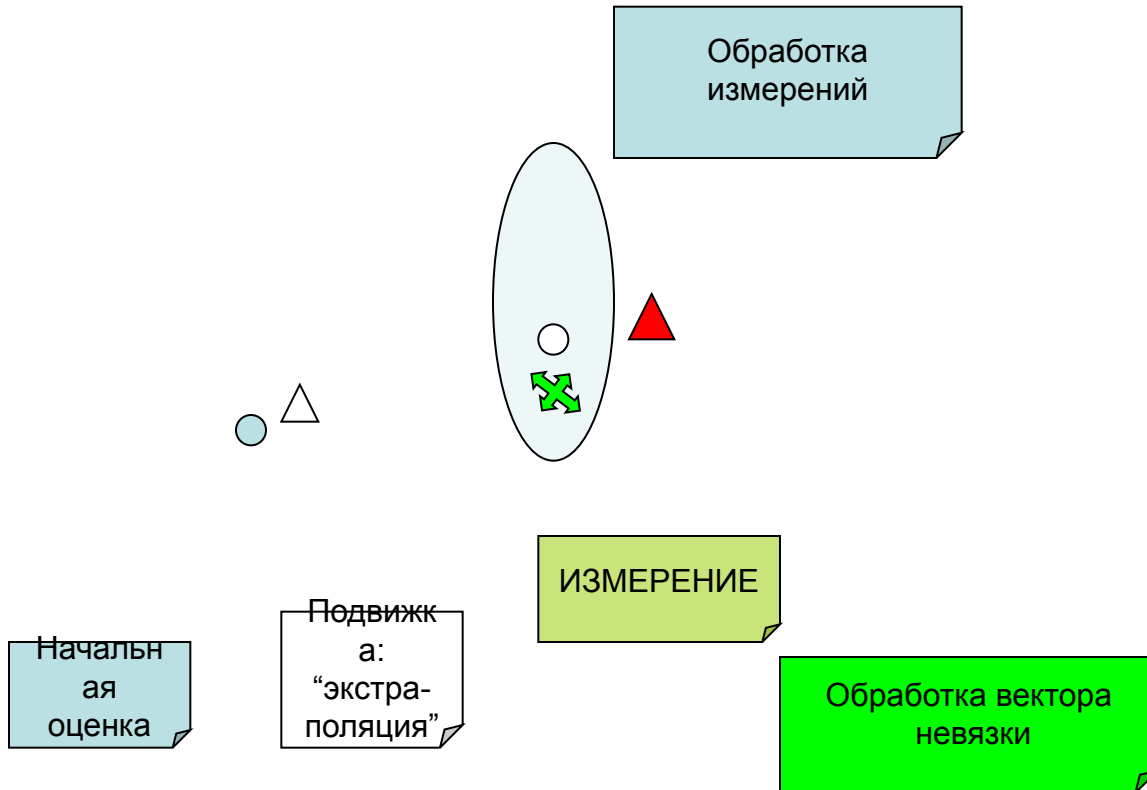 Обработка
измерений
ИЗМЕРЕНИЕ
Начальн
ая
оценка
Подвижк
а:
“экстра-
поляция”
Обработка вектора
невязки